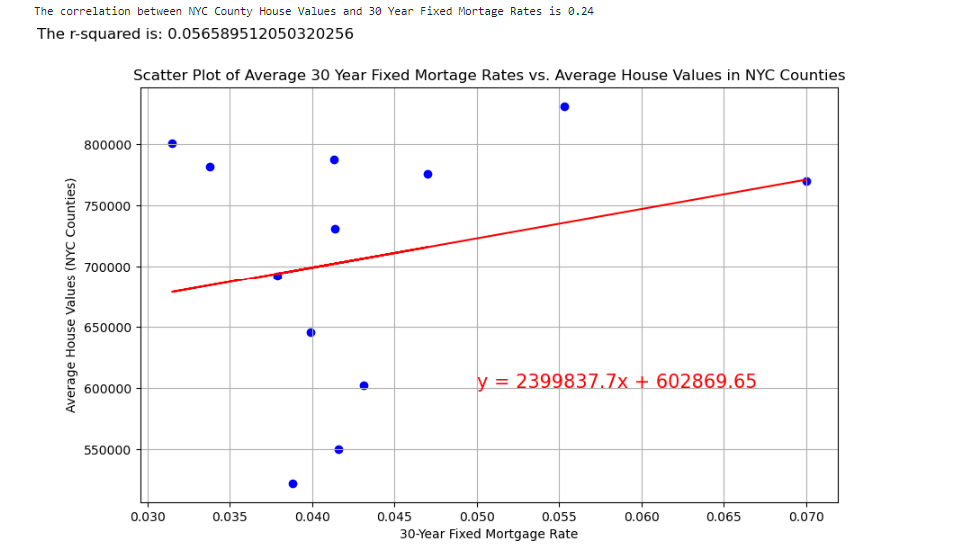 The correlation between NYC County House Values and 30 Year Fixed Mortage Rates is 0.24
The r-squared is: 0.056589512050320256
Scatter Plot of Average 30 Year Fixed Mortage Rates vs. Average House Values in NYC Counties
800000
750000
700000
650000
600000
550000
Average House Values (NYC Counties)
y = 2399837.7x + 602869.65
0.030 0.035 0.040 0.045 0.050 0.055 0.060 0.065 0.070
30-Year Fixed Mortgage Rate